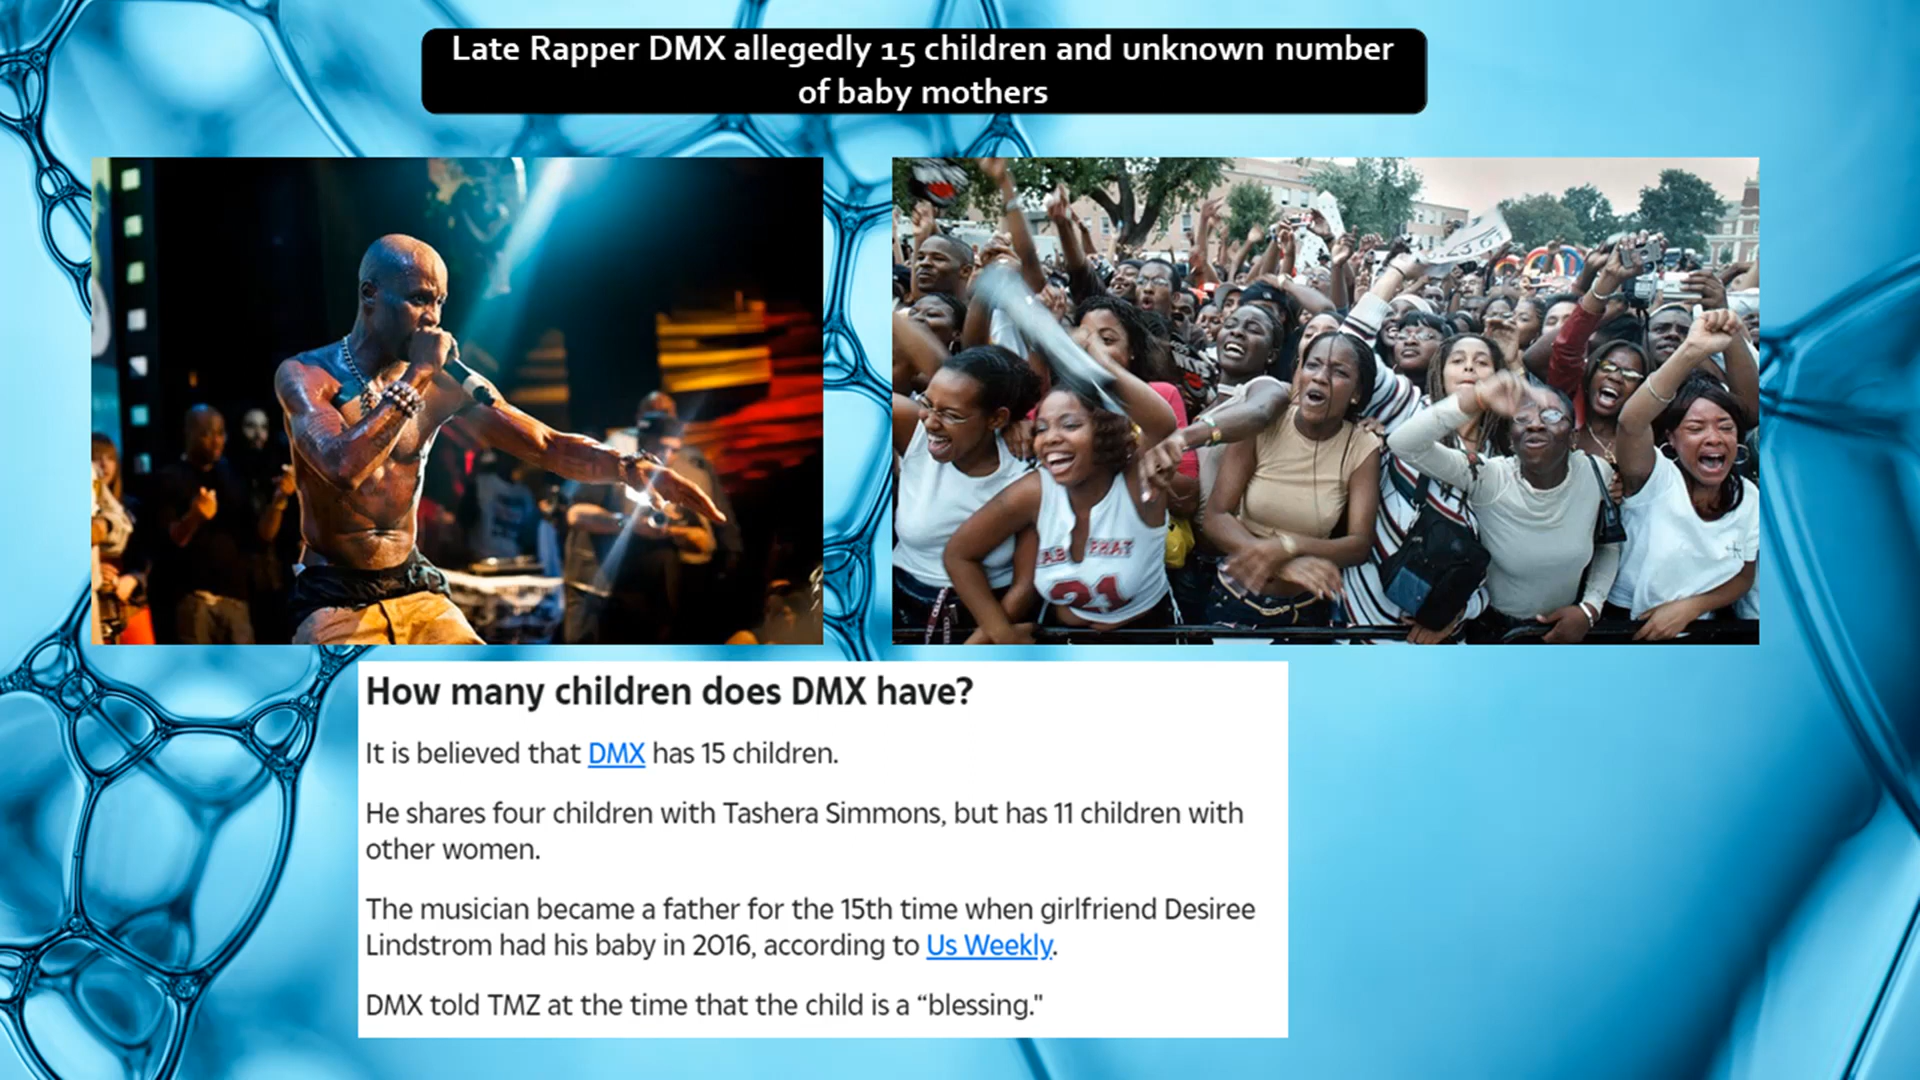 Late Rapper DMX allegedly 15 children and unknown number
of baby mothers
PHAT
21
How many children does DMX have?
It is believed that DMX has 15 children.
He shares four children with Tashera Simmons, but has 11 children with
other women.
The musician became a father for the 15th time when girlfriend Desiree
Lindstrom had his baby in 2016, according to Us Weekly.
DMX told TMZ at the time that the child is a “blessing."